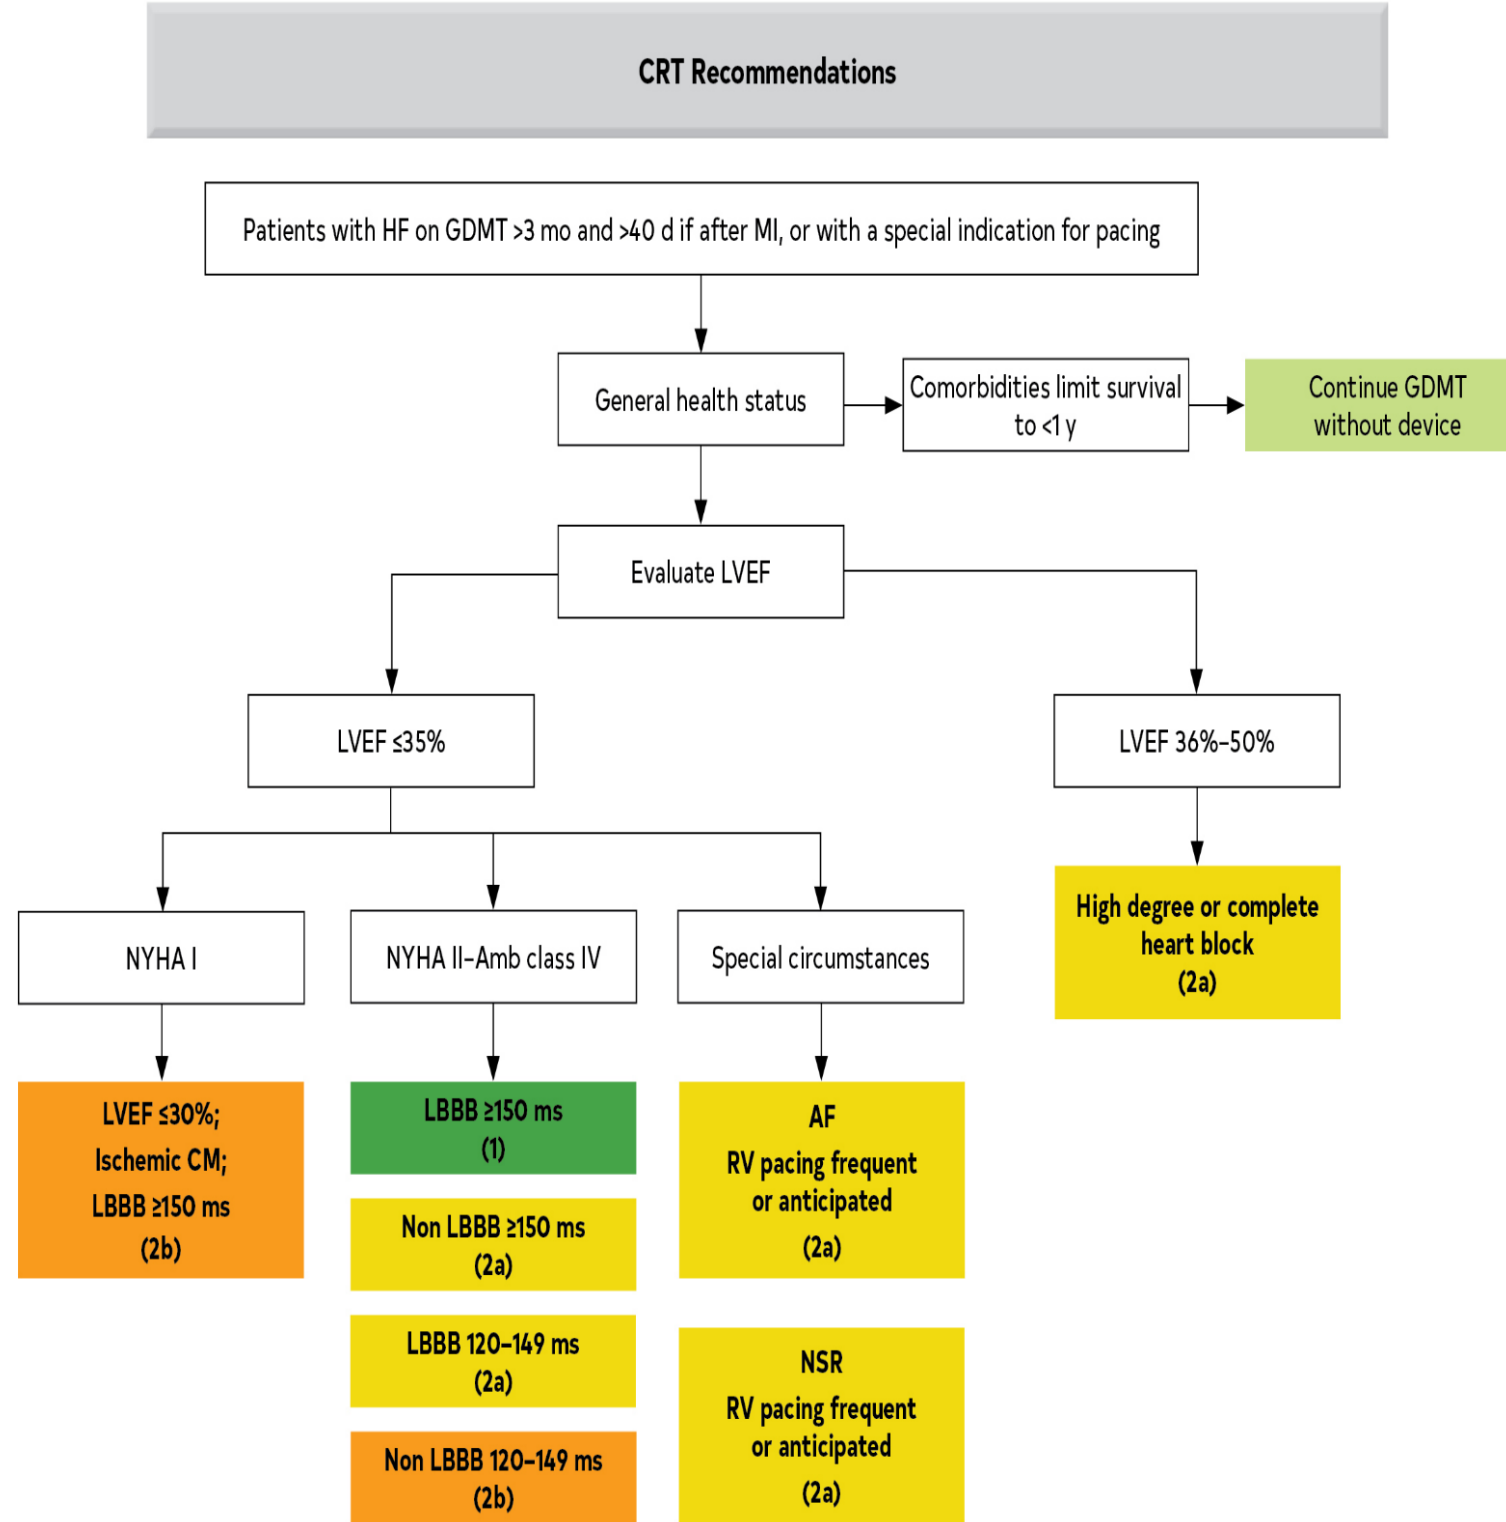 CRT Recommendations
Patients with HF on GDMT >3 mo and >40 d if after MI, or with a special indication for pacing
General health status
Comorbidities limit survival
to <1 y
Continue GDMT
without device
Evaluate LVEF
LVEF ≤35%
LVEF 36%–50%
NYHA I
NYHA II–Amb class IV
Special circumstances
High degree or complete
heart block
(2a)
LVEF ≤30%;
Ischemic CM;
LBBB ≥150 ms
(2b)
LBBB ≥150 ms
(1)
Non LBBB ≥150 ms
(2a)
LBBB 120–149 ms
(2a)
Non LBBB 120–149 ms
(2b)
AF
RV pacing frequent
or anticipated
(2a)
NSR
RV pacing frequent
or anticipated
(2a)